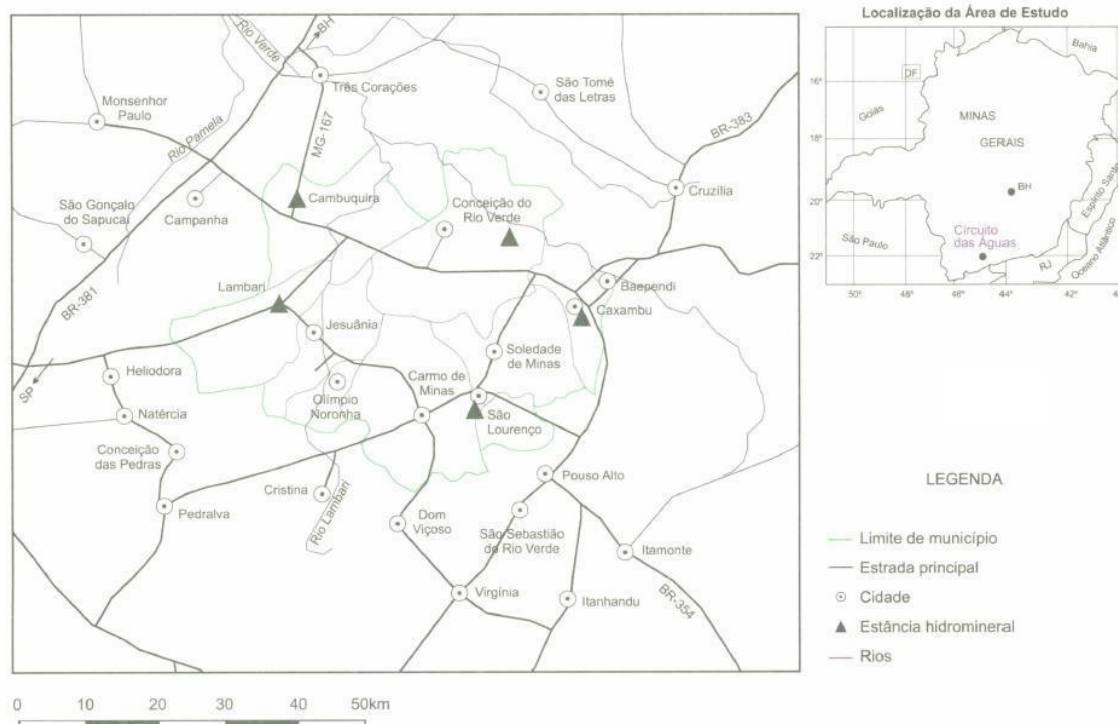 Localização da Área de Estudo
BH
Rio Verde
Três Corações
São Tomé
das Letras
Monsenhor
Paulo
Rio Pamela
MG-167
BR-383
Cambuquira
Cruzília
São Gonçalo
do Sapucaí
Campanha
Conceição do
Rio Verde
BR-381
Lambari
Baependi
Caxambu
Jesuânia
Soledade
de Minas
SP
Heliodora
Carmo de
Minas
Olímpio
Noronha
São
Lourenço
Natércia
Conceição
das Pedras
Pouso Alto
Cristina
Rio Lambari
Pedralva
Dom
Viçoso
São Sebastião
do Rio Verde
Itamonte
Virgínia
Itanhandu
BR-354
0 10 20 30 40 50km
Bahia
16°
DF
Goiás
MINAS
GERAIS
18°
BH
Espírito Santo
20°
São Paulo
Circuito
das Águas
22°
RJ
Oceano Atlântico
50° 48° 46° 44° 42°
LEGENDA
Limite de município
Estrada principal
Cidade
Estância hidromineral
Rios